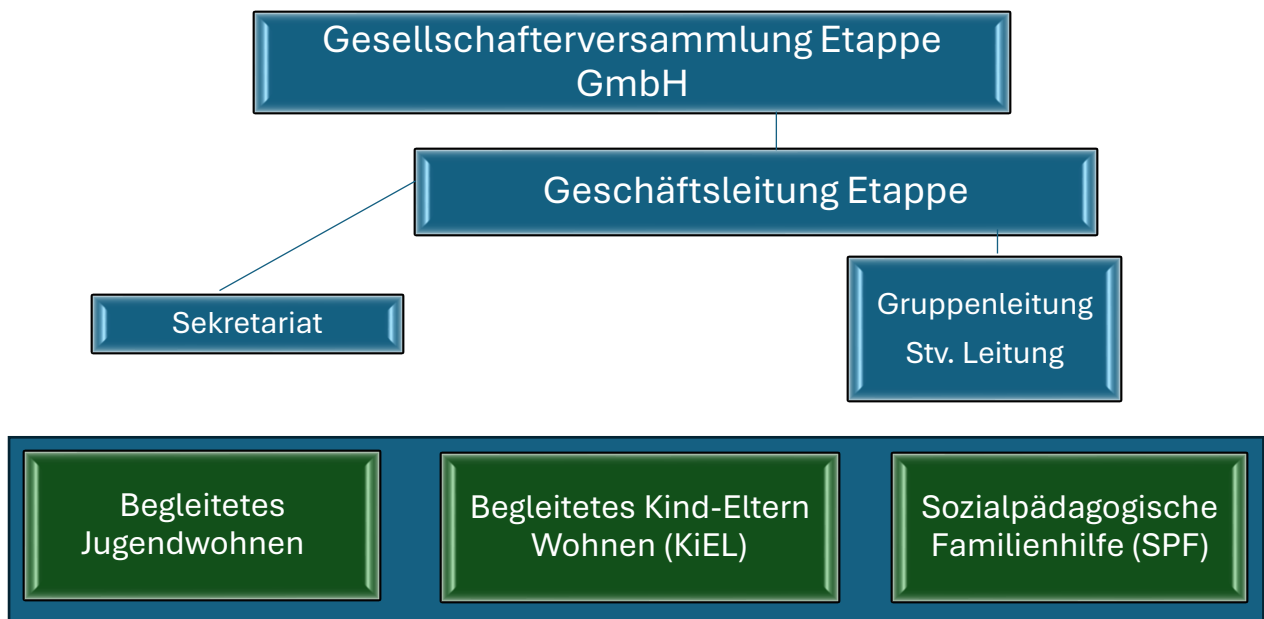 Gesellschafterversammlung Etappe
GmbH
Geschäftsleitung Etappe
Sekretariat
Gruppenleitung
Stv. Leitung
Begleitetes
Jugendwohnen
Begleitetes Kind-Eltern
Wohnen (KiEL)
Sozialpädagogische
Familienhilfe (SPF)